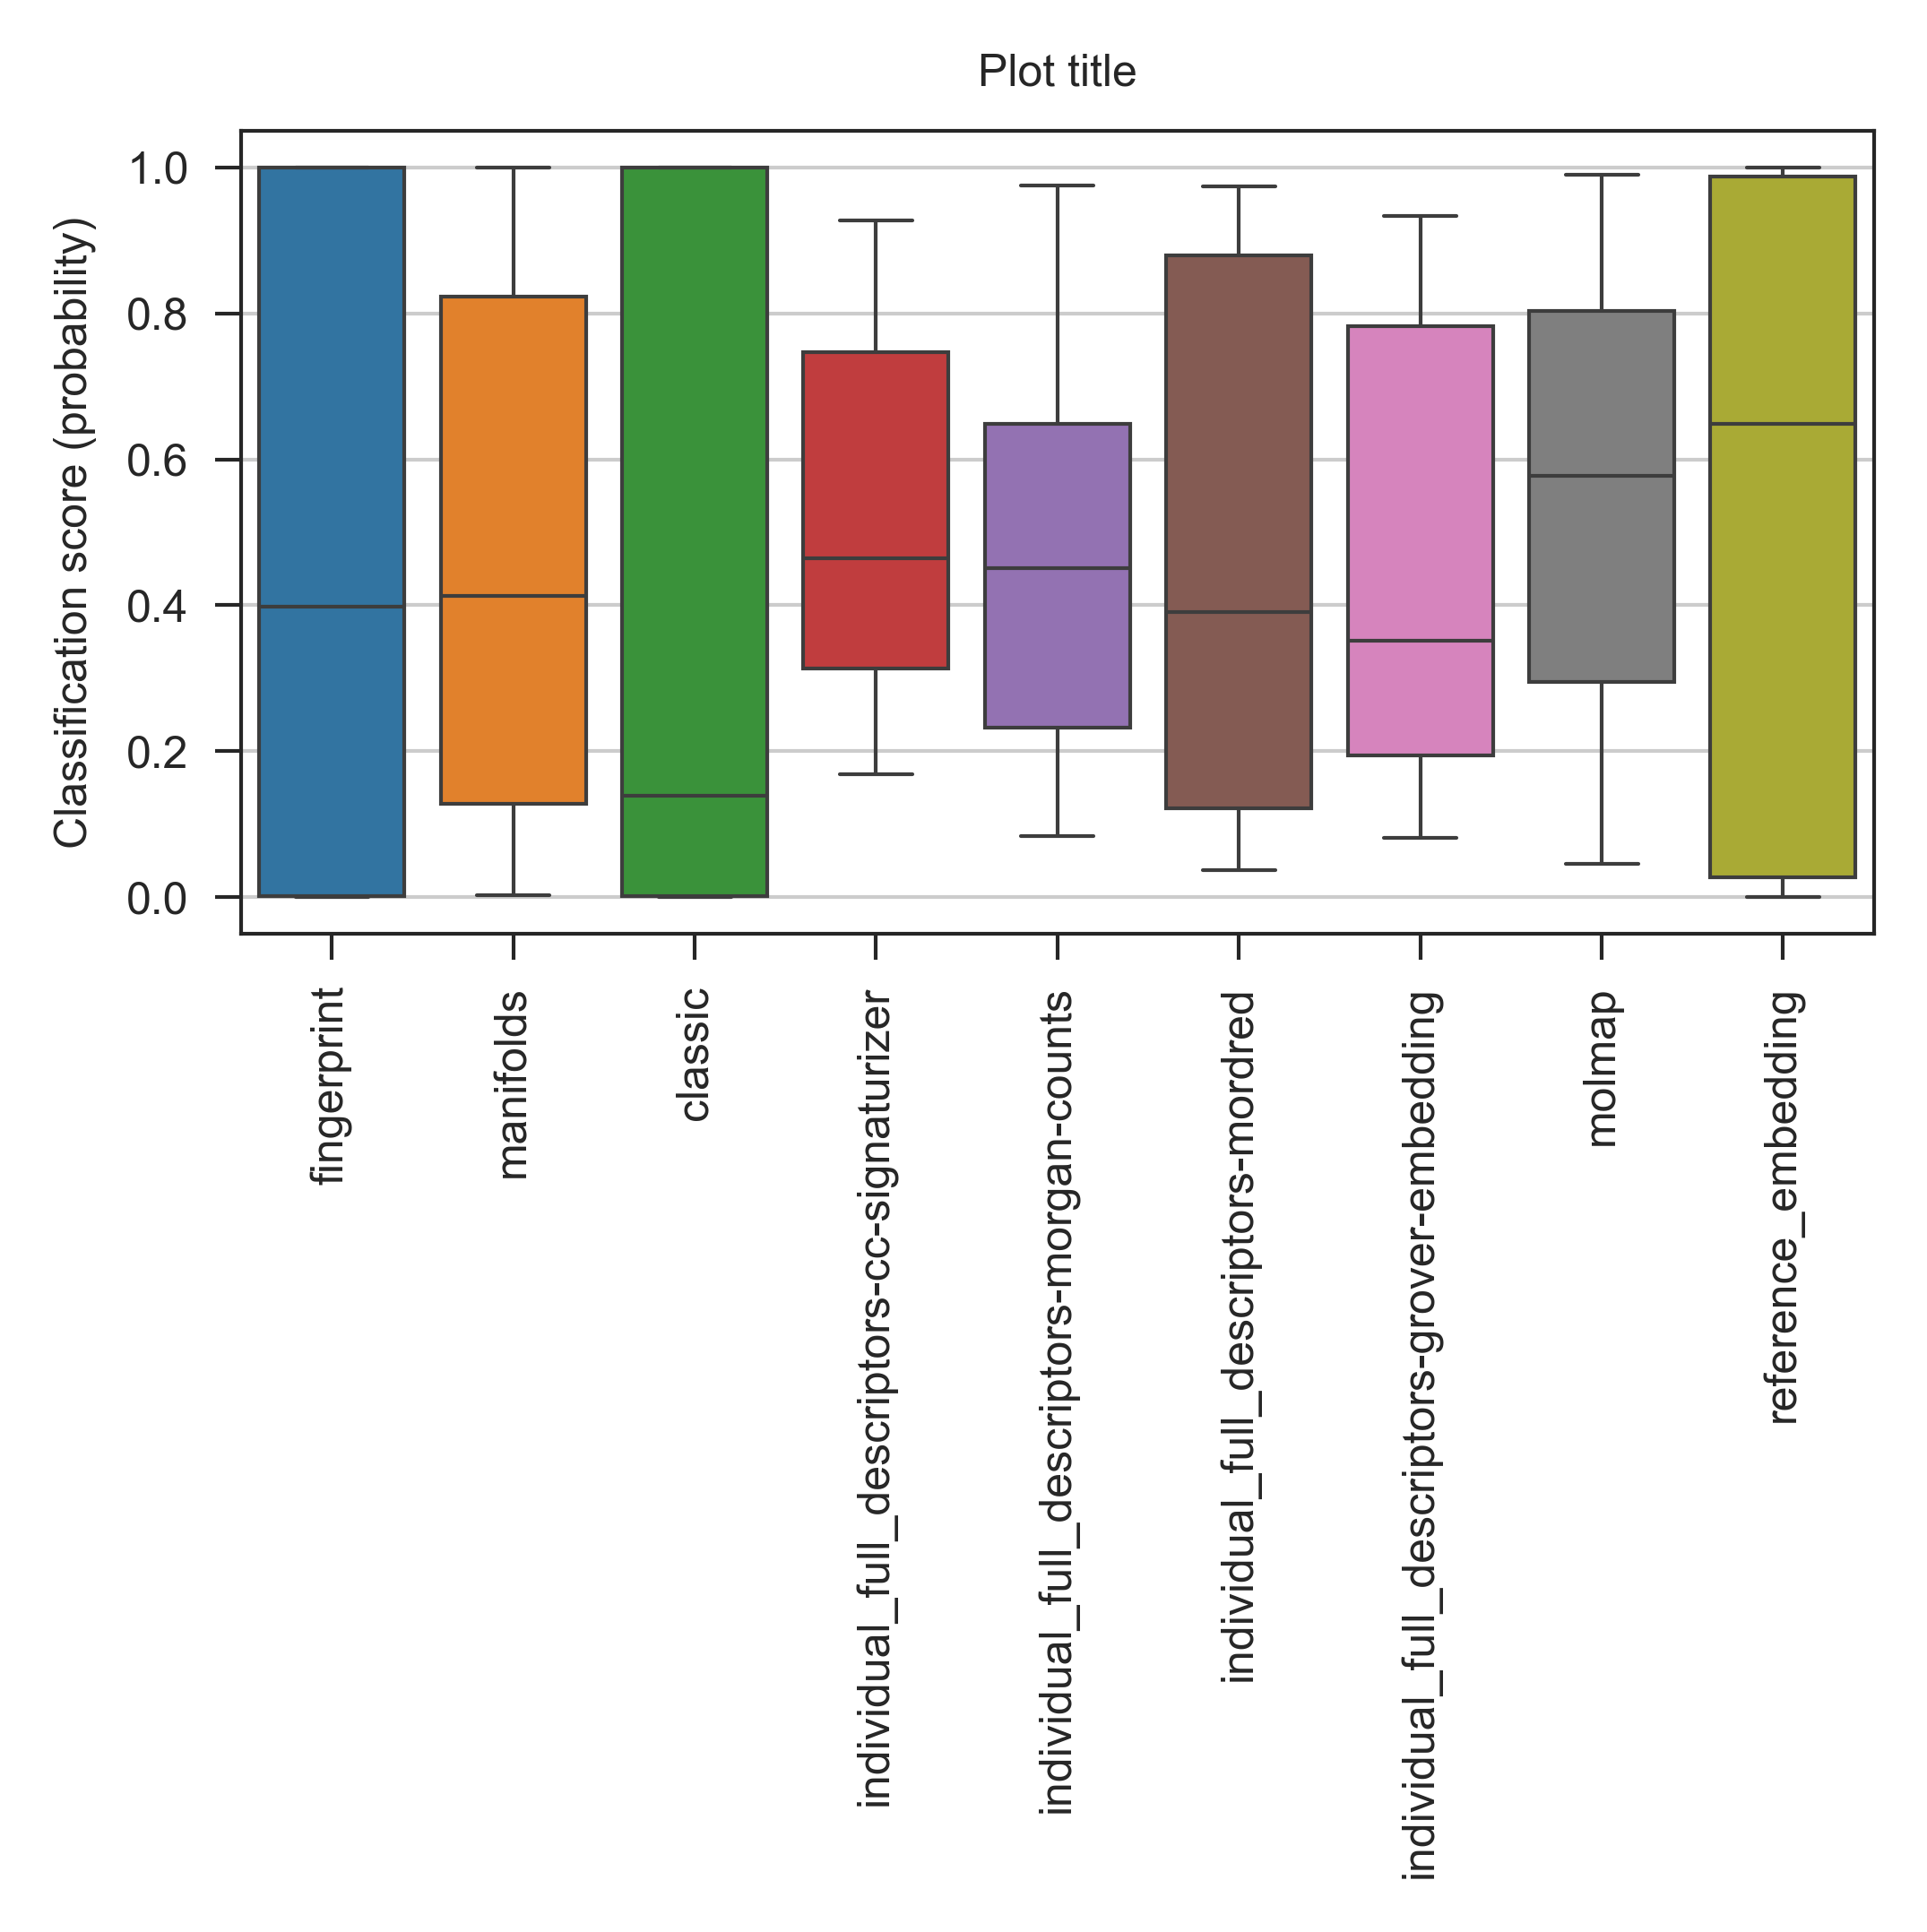 Plot title
Classification score (probability)
1.0
0.8
0.6
0.4
0.2
0.0
fingerprint
manifolds
classic
individual_full_descriptors-cc-signaturizer
individual_full_descriptors-morgan-counts
individual_full_descriptors-mordred
individual_full_descriptors-grover-embedding
molmap
reference_embedding